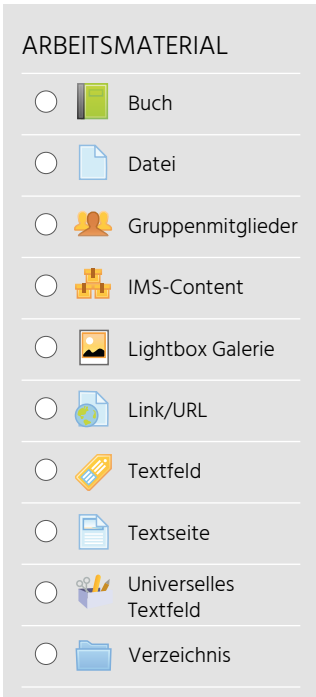 ARBEITSMATERIAL
Buch
Datei
Gruppenmitglieder
IMS-Content
Lightbox Galerie
Link/URL
Textfeld
Textseite
Universelles
Textfeld
Verzeichnis